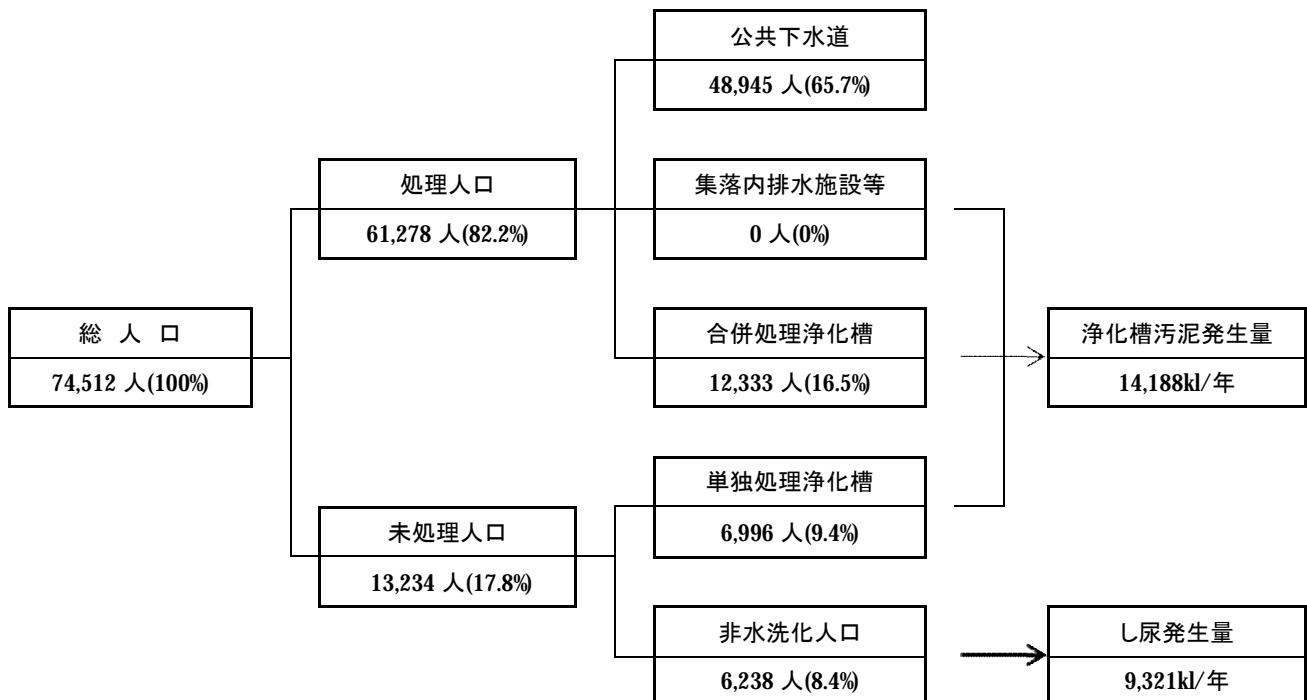 公共下水道
48,945 人(65.7%)
処理人口
61,278 人(82.2%)
集落内排水施設等
0 人(0%)
総 人 口
74,512 人(100%)
合併処理浄化槽
12,333 人(16.5%)
浄化槽汚泥発生量
14,188kl/年
単独処理浄化槽
6,996 人(9.4%)
未処理人口
13,234 人(17.8%)
非水洗化人口
6,238 人(8.4%)
し尿発生量
9,321kl/年